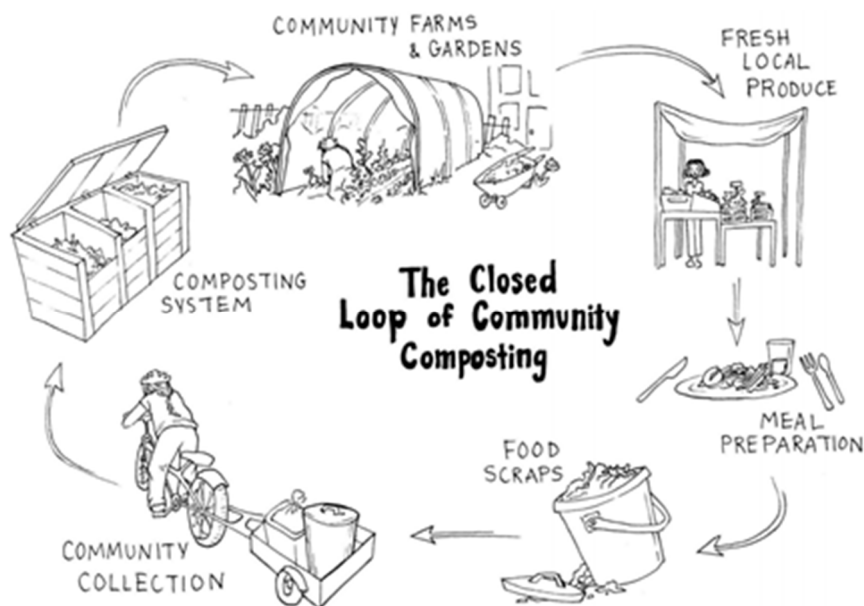 COMMUNITY FARMS
& GARDENS
FRESH
LOCAL
PRODUCE
COMPOSTING
SYSTEM
The Closed
Loop of Community
Composting
MEAL
PREPARATION
FOOD
SCRAPS
COMMUNITY
COLLECTION